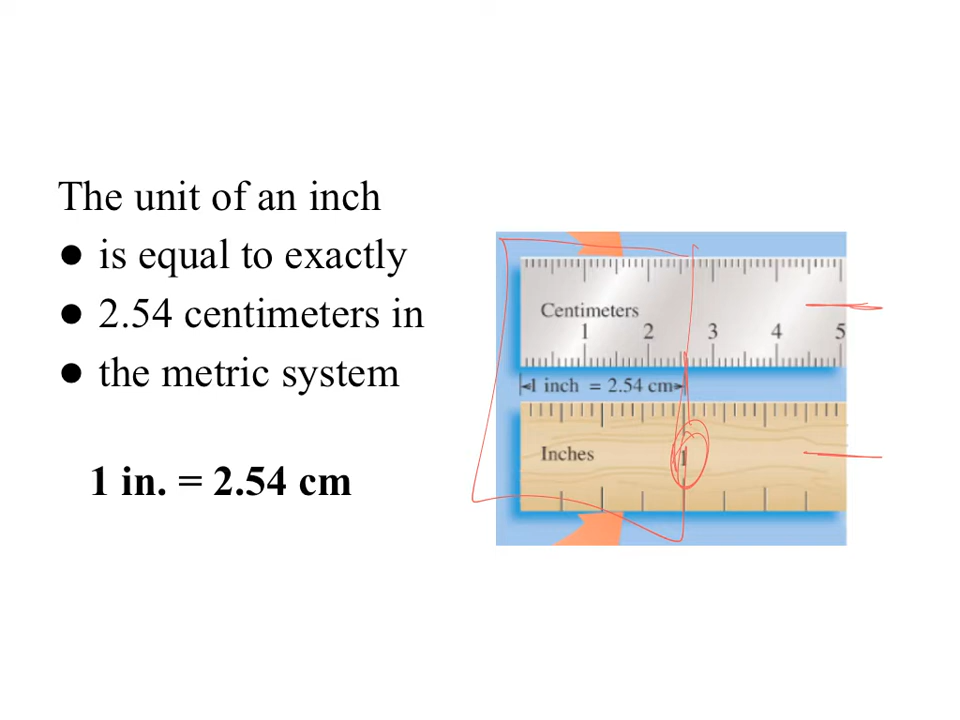 The unit of an inch
● is equal to exactly
● 2.54 centimeters in
● the metric system
1 in. = 2.54 cm
Centimeters
1 2 3 4 5
1 inch = 2.54 cm
Inches
1